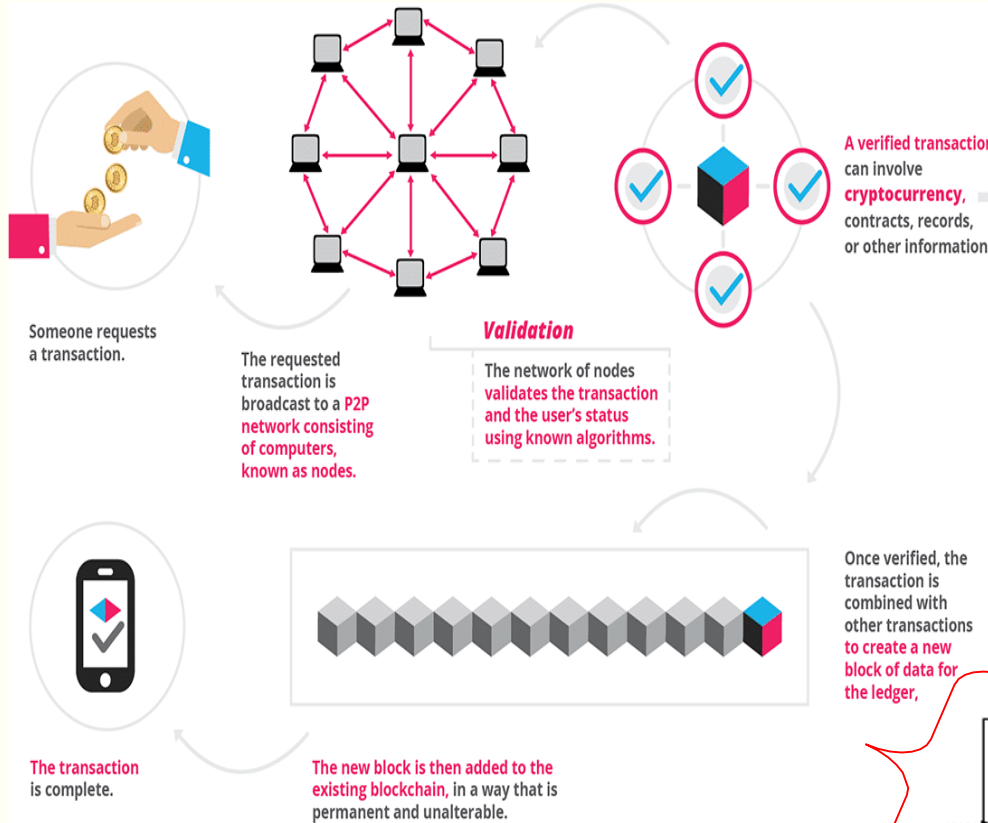 Someone requests
a transaction.
The requested
transaction is
broadcast to a P2P
network consisting
of computers,
known as nodes.
Validation
The network of nodes
validates the transaction
and the user's status
using known algorithms.
A verified transaction
can involve
cryptocurrency,
contracts, records,
or other information
Once verified, the
transaction is
combined with
other transactions
to create a new
block of data for
the ledger,
The new block is then added to the
existing blockchain, in a way that is
permanent and unalterable.
The transaction
is complete.